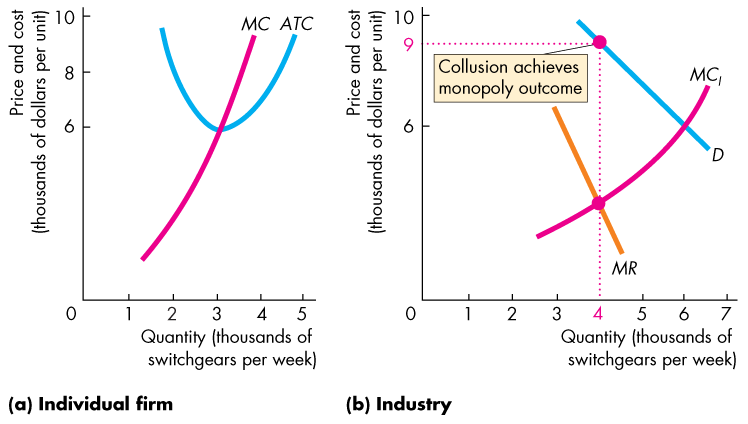 Price and cost
(thousands of dollars per unit)
10
8
6
0
1
2
3
4
5
MC
ATC
Quantity (thousands of
switchgears per week)
(a) Individual firm
Price and cost
(thousands of dollars per unit)
10
9
6
0
1
2
3
4
5
6
7
Collusion achieves
monopoly outcome
MCI
D
MR
Quantity (thousands of
switchgears per week)
(b) Industry